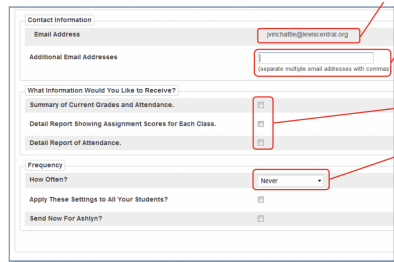 Contact Information
Email Address jvinchattle@lewiscentral.org
Additional Email Addresses
(separate multiple email addresses with commas
What Information Would You Like to Receive?
Summary of Current Grades and Attendance.
Detail Report Showing Assignment Scores for Each Class.
Detail Report of Attendance.
Frequency
How Often? Never
Apply These Settings to All Your Students?
Send Now For Ashlyn?